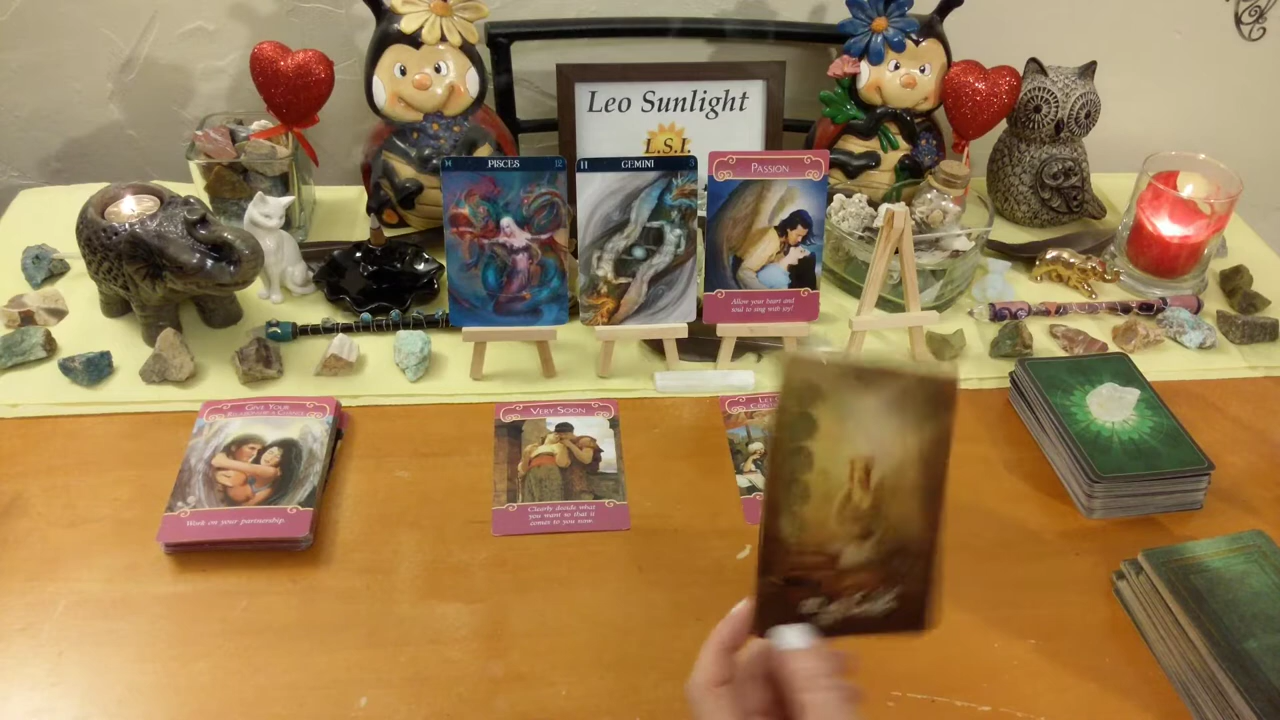 Leo Sunlight
L.S.I.
PISCES
12
11
GEMINI
3
PASSION
Allow your heart and
soul to sing with joy!
GIVE YOUR
Work on your partnership.
VERY SOON
Clearly decide what
you want so that it
comes to you now.